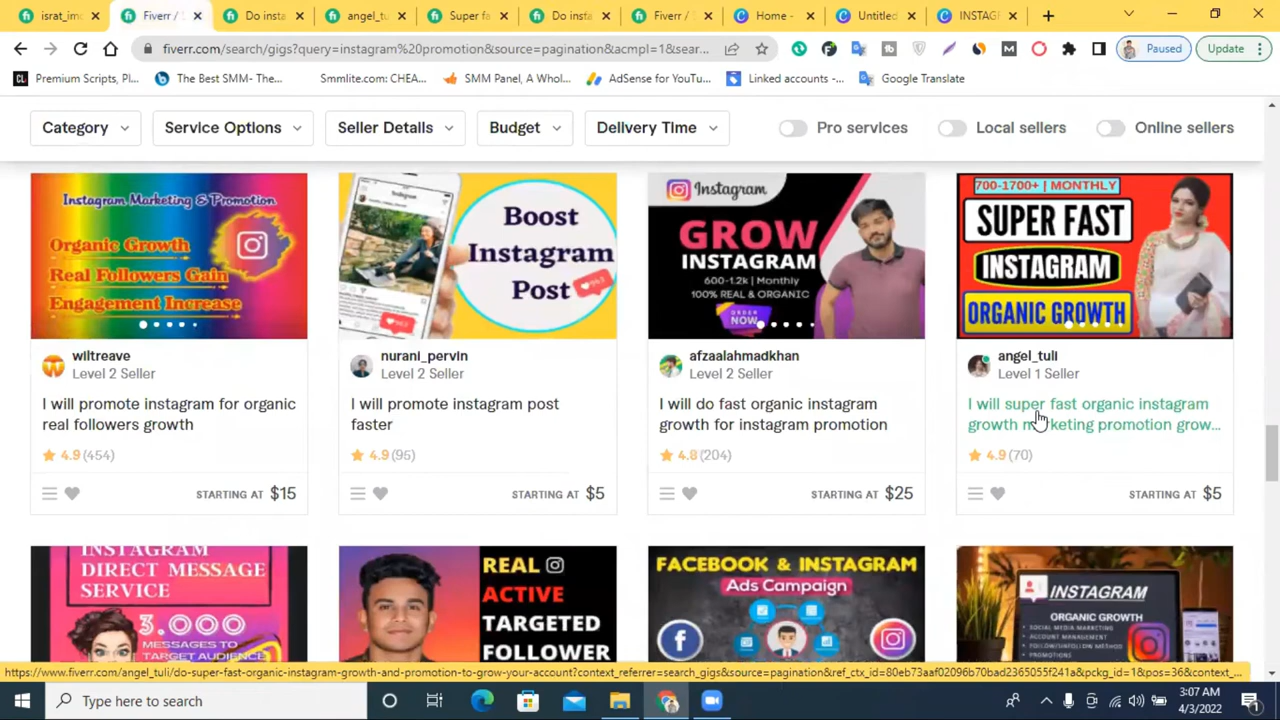 israt_imo
Fiverr /
Do insta
angel_tu
Super fa
Do insta
Fiverr /
Home -
Untitled
INSTAG
fiverr.com/search/gigs?query=instagram%20promotion&source=pagination&acmpl=1&sear...
Paused
Update
Premium Scripts, Pl...
The Best SMM- The...
Smmlite.com: CHEA...
SMM Panel, A Whol...
AdSense for YouTu...
Linked accounts -...
Google Translate
Category
Service Options
Seller Details
Budget
Delivery Time
Pro services
Local sellers
Online sellers
Instagram Marketing & Promotion
Organic Growth
Real Followers Gain
Engagement Increase
Boost
Instagram
Post
Instagram
GROW
INSTAGRAM
600-1.2k | Monthly
100% REAL & ORGANIC
ORDER
NOW
700-1700+ | MONTHLY
SUPER FAST
INSTAGRAM
ORGANIC GROWTH
wiltreave
Level 2 Seller
nurani_pervin
Level 2 Seller
afzaalahmadkhan
Level 2 Seller
angel_tuli
Level 1 Seller
I will promote instagram for organic
real followers growth
I will promote instagram post
faster
I will do fast organic instagram
growth for instagram promotion
I will super fast organic instagram
growth marketing promotion grow...
4.9 (454)
4.9 (95)
4.8 (204)
4.9 (70)
STARTING AT $15
STARTING AT $5
STARTING AT $25
STARTING AT $5
INSTAGRAM
DIRECT MESSAGE
SERVICE
3.000
MESSAGES TO
TARGET AUDIENCE
REAL
ACTIVE
TARGETED
FOLLOWER
FACEBOOK & INSTAGRAM
Ads Campaign
INSTAGRAM
ORGANIC GROWTH
SOCIAL MEDIA MARKETING
ACCOUNT MANAGEMENT
FOLLOW/UNFOLLOW METHOD
PROMOTIONS
https://www.fiverr.com/angel_tuli/do-super-fast-organic-instagram-growth-and-promotion-to-grow-your-account?context_referrer=search_gigs&source=pagination&ref_ctx_id=80eb73aaf02096b70bad2365055f241a&pckg_id=1&pos=36&context_...
Type here to search
3:07 AM
4/3/2022